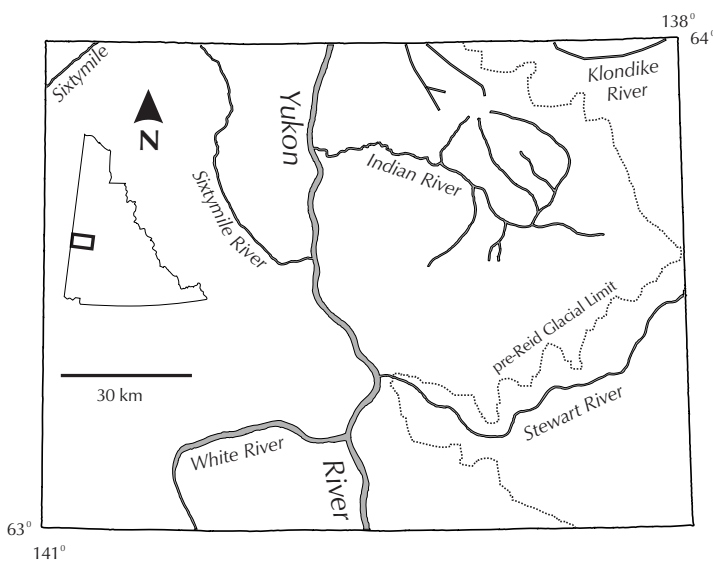 138°
64°
Sixtymile
Klondike
River
N
Yukon
Indian River
Sixtymile River
pre-Reid Glacial Limit
30 km
Stewart River
White River
River
63°
141°